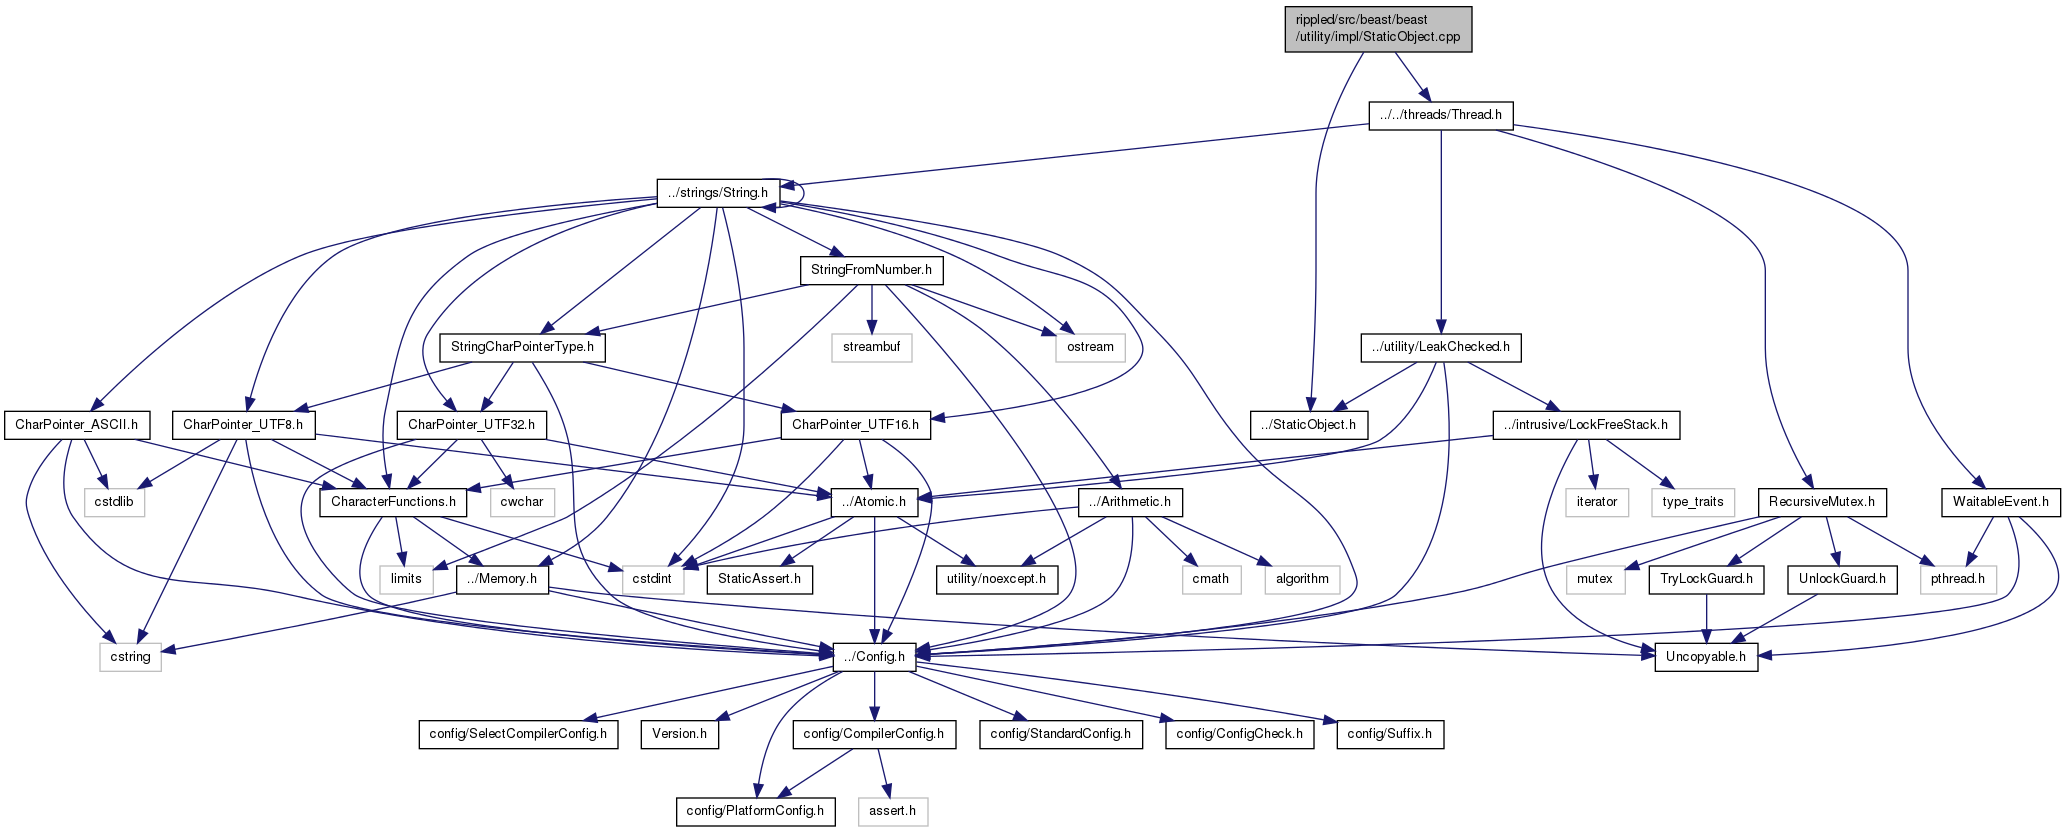 rippled/src/beast/beast
/utility/impl/StaticObject.cpp
../../threads/Thread.h
../strings/String.h
StringFromNumber.h
StringCharPointerType.h
streambuf
ostream
../utility/LeakChecked.h
CharPointer_ASCII.h
CharPointer_UTF8.h
CharPointer_UTF32.h
CharPointer_UTF16.h
../StaticObject.h
../intrusive/LockFreeStack.h
cstdlib
CharacterFunctions.h
cwchar
../Atomic.h
../Arithmetic.h
iterator
type_traits
RecursiveMutex.h
WaitableEvent.h
limits
../Memory.h
cstdint
StaticAssert.h
utility/noexcept.h
cmath
algorithm
mutex
TryLockGuard.h
UnlockGuard.h
pthread.h
cstring
../Config.h
Uncopyable.h
config/SelectCompilerConfig.h
Version.h
config/CompilerConfig.h
config/StandardConfig.h
config/ConfigCheck.h
config/Suffix.h
config/PlatformConfig.h
assert.h